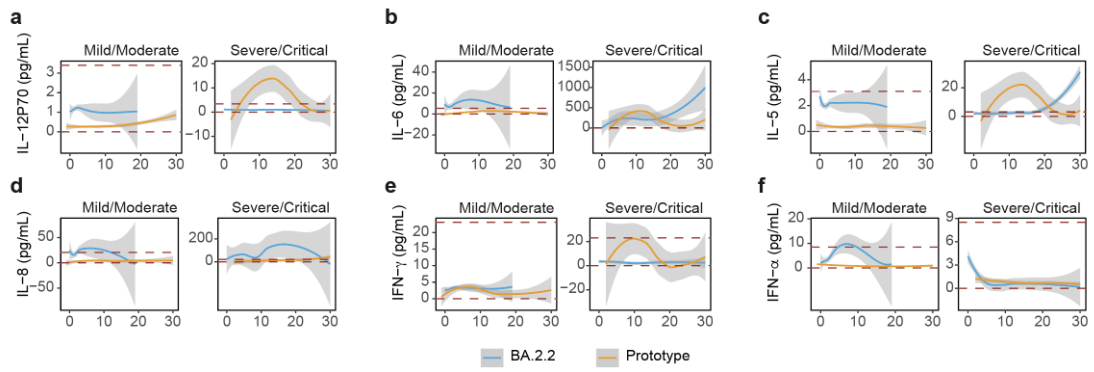 a
b
c
Mild/Moderate Severe/Critical
Mild/Moderate Severe/Critical
Mild/Moderate Severe/Critical
IL−12P70 (pg/mL)
3
2
1
0
0 10 20 30
20
10
0
−10
0 10 20 30
IL−6 (pg/mL)
40
20
0
−20
0 10 20 30
1500
1000
500
0
0 10 20 30
IL−5 (pg/mL)
4
2
0
0 10 20 30
20
0
0 10 20 30
d
e
f
Mild/Moderate Severe/Critical
Mild/Moderate Severe/Critical
Mild/Moderate Severe/Critical
IL−8 (pg/mL)
50
0
−50
0 10 20 30
200
0
0 10 20 30
IFN−γ (pg/mL)
20
15
10
5
0
0 10 20 30
20
0
−20
0 10 20 30
IFN−α (pg/mL)
20
10
0
0 10 20 30
9
6
3
0
0 10 20 30
BA.2.2 Prototype